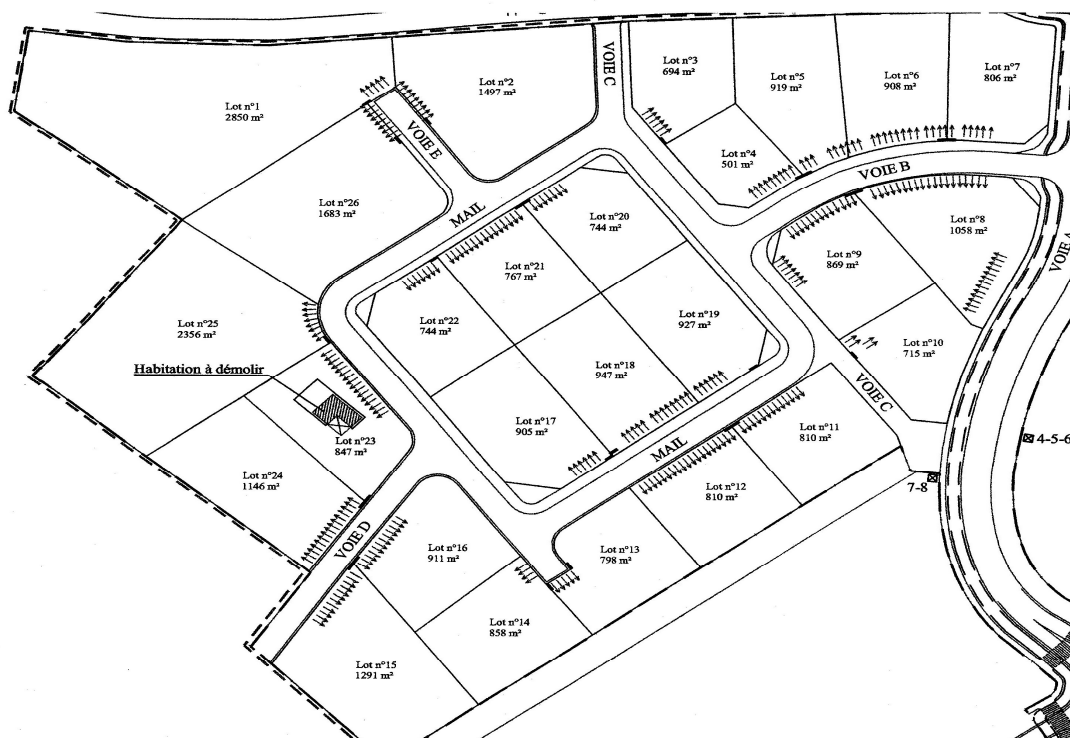 VOIE C
Lot n°3
694 m²
Lot n°5
919 m²
Lot n°6
908 m²
Lot n°7
806 m²
Lot n°1
2850 m²
Lot n°2
1497 m²
VOIE E
Lot n°4
501 m²
VOIE B
Lot n°26
1683 m²
MAIL
Lot n°20
744 m²
Lot n°8
1058 m²
Lot n°9
869 m²
VOIE A
Lot n°21
767 m²
Lot n°25
2356 m²
Lot n°22
744 m²
Lot n°19
927 m²
Lot n°10
715 m²
Habitation à démolir
Lot n°18
947 m²
VOIE C
Lot n°17
905 m²
Lot n°11
810 m²
Lot n°23
847 m²
MAIL
4-5-6
Lot n°24
1146 m²
Lot n°12
810 m²
7-8
VOIE D
Lot n°16
911 m²
Lot n°13
798 m²
Lot n°14
858 m²
Lot n°15
1291 m²